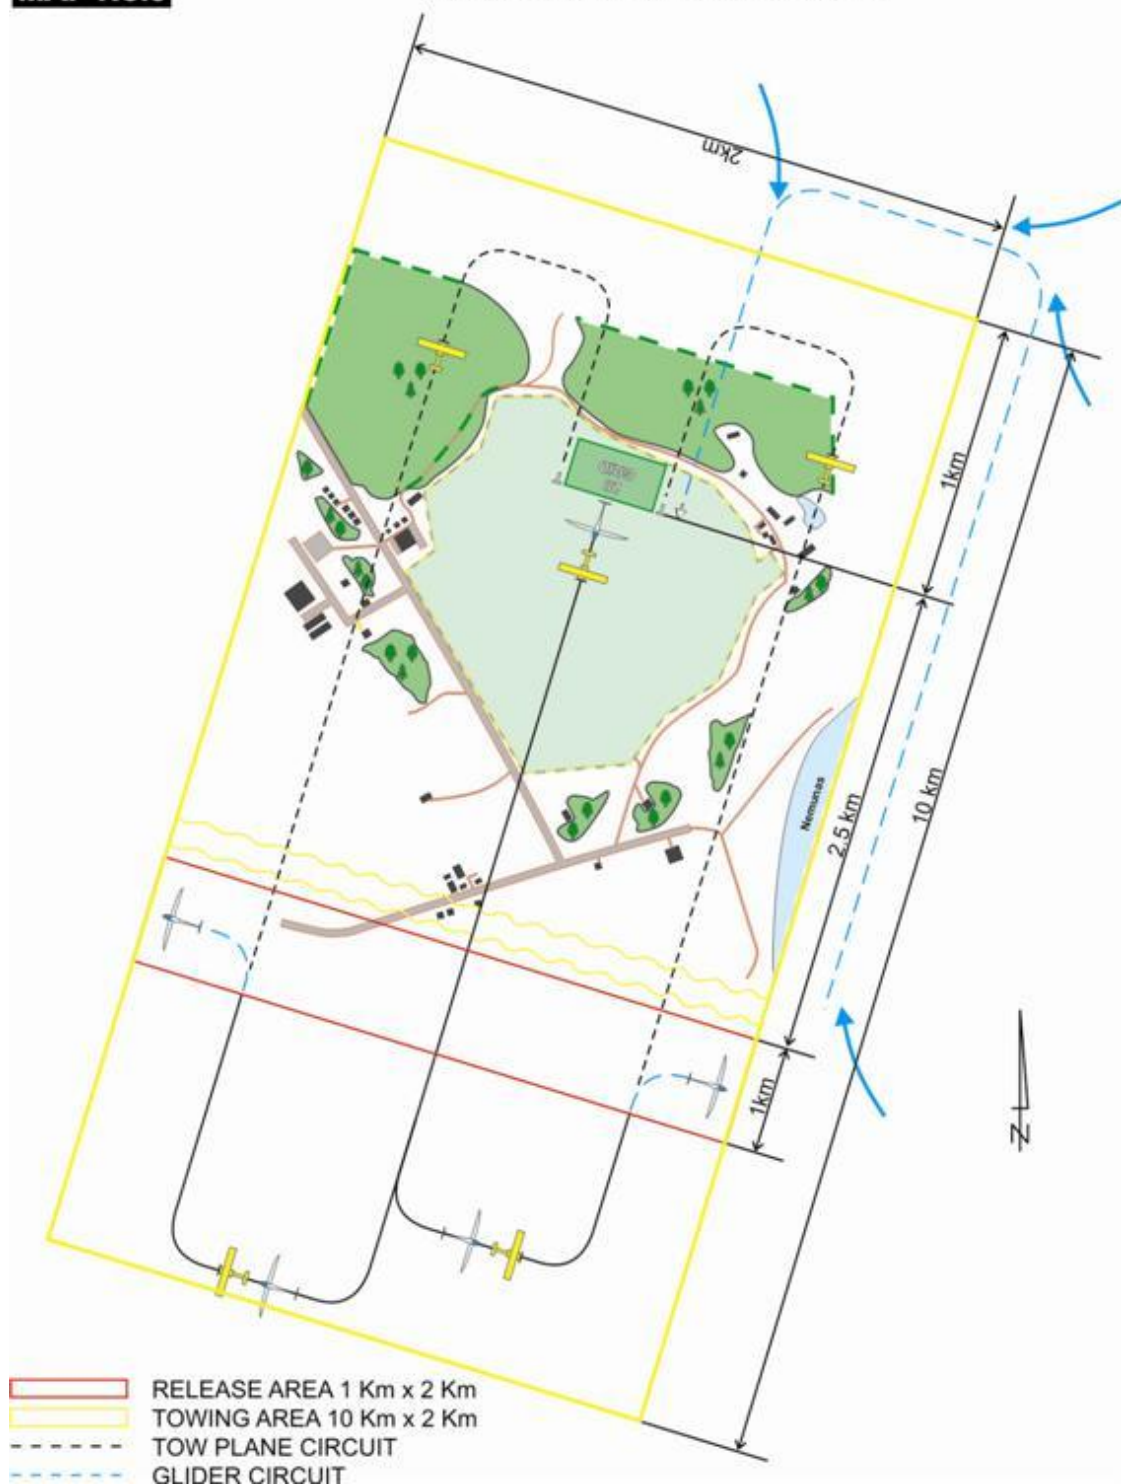 2km
1km
2.5 km
10 km
Nemunas
1km
N
RELEASE AREA 1 Km x 2 Km
TOWING AREA 10 Km x 2 Km
TOW PLANE CIRCUIT
GLIDER CIRCUIT